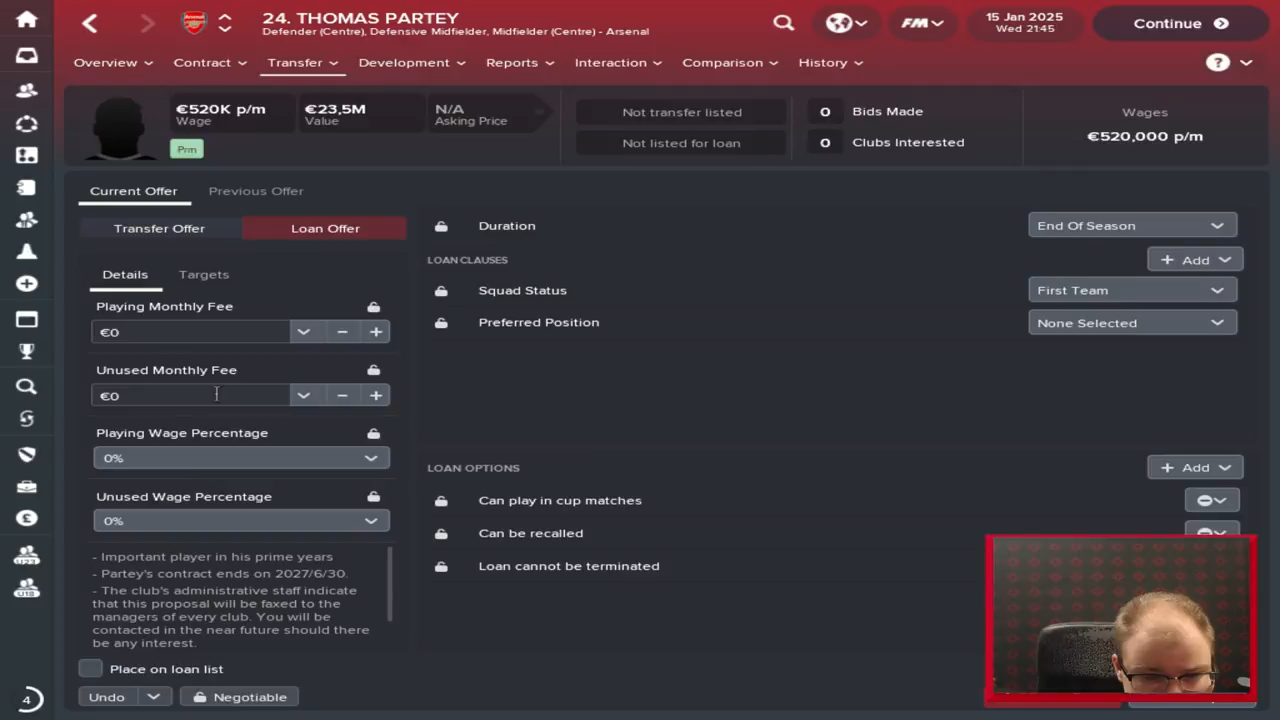 24. THOMAS PARTEY
Defender (Centre), Defensive Midfielder, Midfielder (Centre) - Arsenal
FM
15 Jan 2025
Wed 21:45
Continue
Overview
Contract
Transfer
Development
Reports
Interaction
Comparison
History
?
€520K p/m
Wage
€23,5M
Value
N/A
Asking Price
Prm
Not transfer listed
Not listed for loan
0 Bids Made
0 Clubs Interested
Wages
€520,000 p/m
Current Offer
Previous Offer
Transfer Offer
Loan Offer
Details
Targets
Playing Monthly Fee
€0
Unused Monthly Fee
€0
Playing Wage Percentage
0%
Unused Wage Percentage
0%
- Important player in his prime years
- Partey's contract ends on 2027/6/30.
- The club's administrative staff indicate
that this proposal will be faxed to the
managers of every club. You will be
contacted in the near future should there
be any interest.
Place on loan list
Undo
Negotiable
Duration
End Of Season
LOAN CLAUSES
Add
Squad Status
First Team
Preferred Position
None Selected
LOAN OPTIONS
Add
Can play in cup matches
Can be recalled
Loan cannot be terminated
U23
U18
4